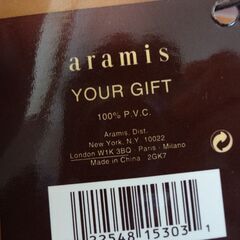 aramis
YOUR GIFT
100% P.V.C.
Aramis. Dist.
New York, N.Y. 10022
London W1K 3BQ · Paris · Milano
Made in China 2GK7
22548 15303 1